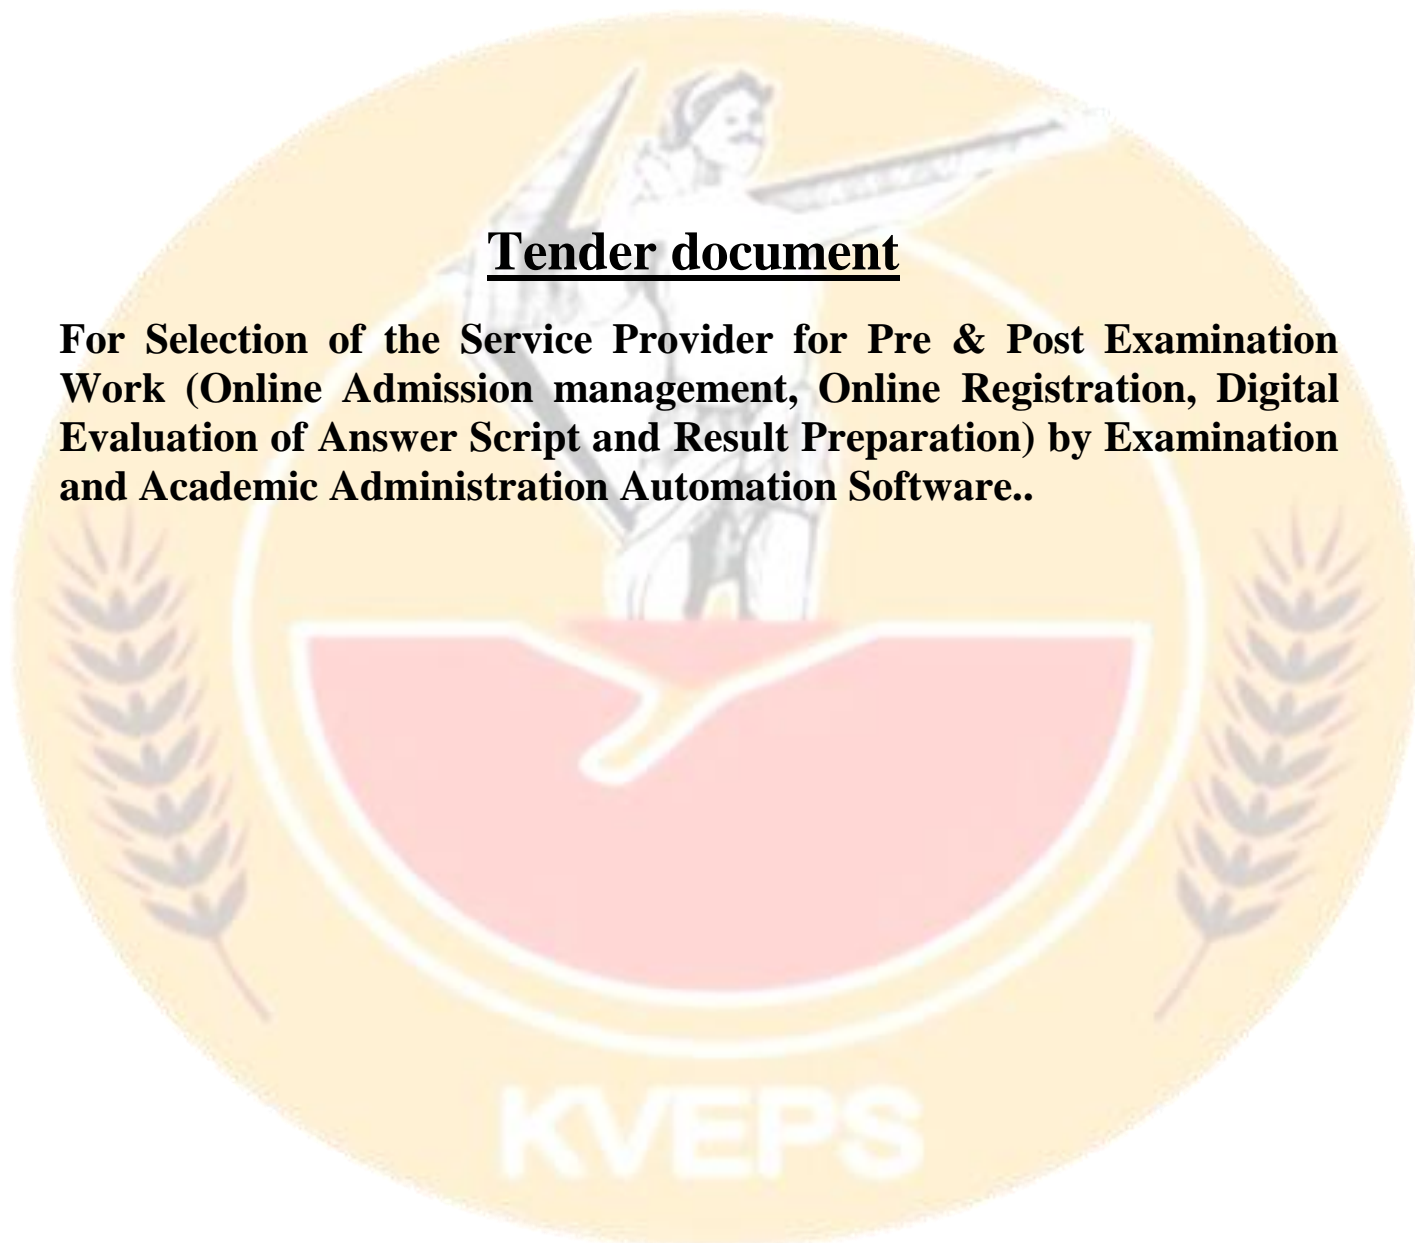 Tender document
For Selection of the Service Provider for Pre & Post Examination
Work (Online Admission management, Online Registration, Digital
Evaluation of Answer Script and Result Preparation) by Examination
and Academic Administration Automation Software..
KVEPS